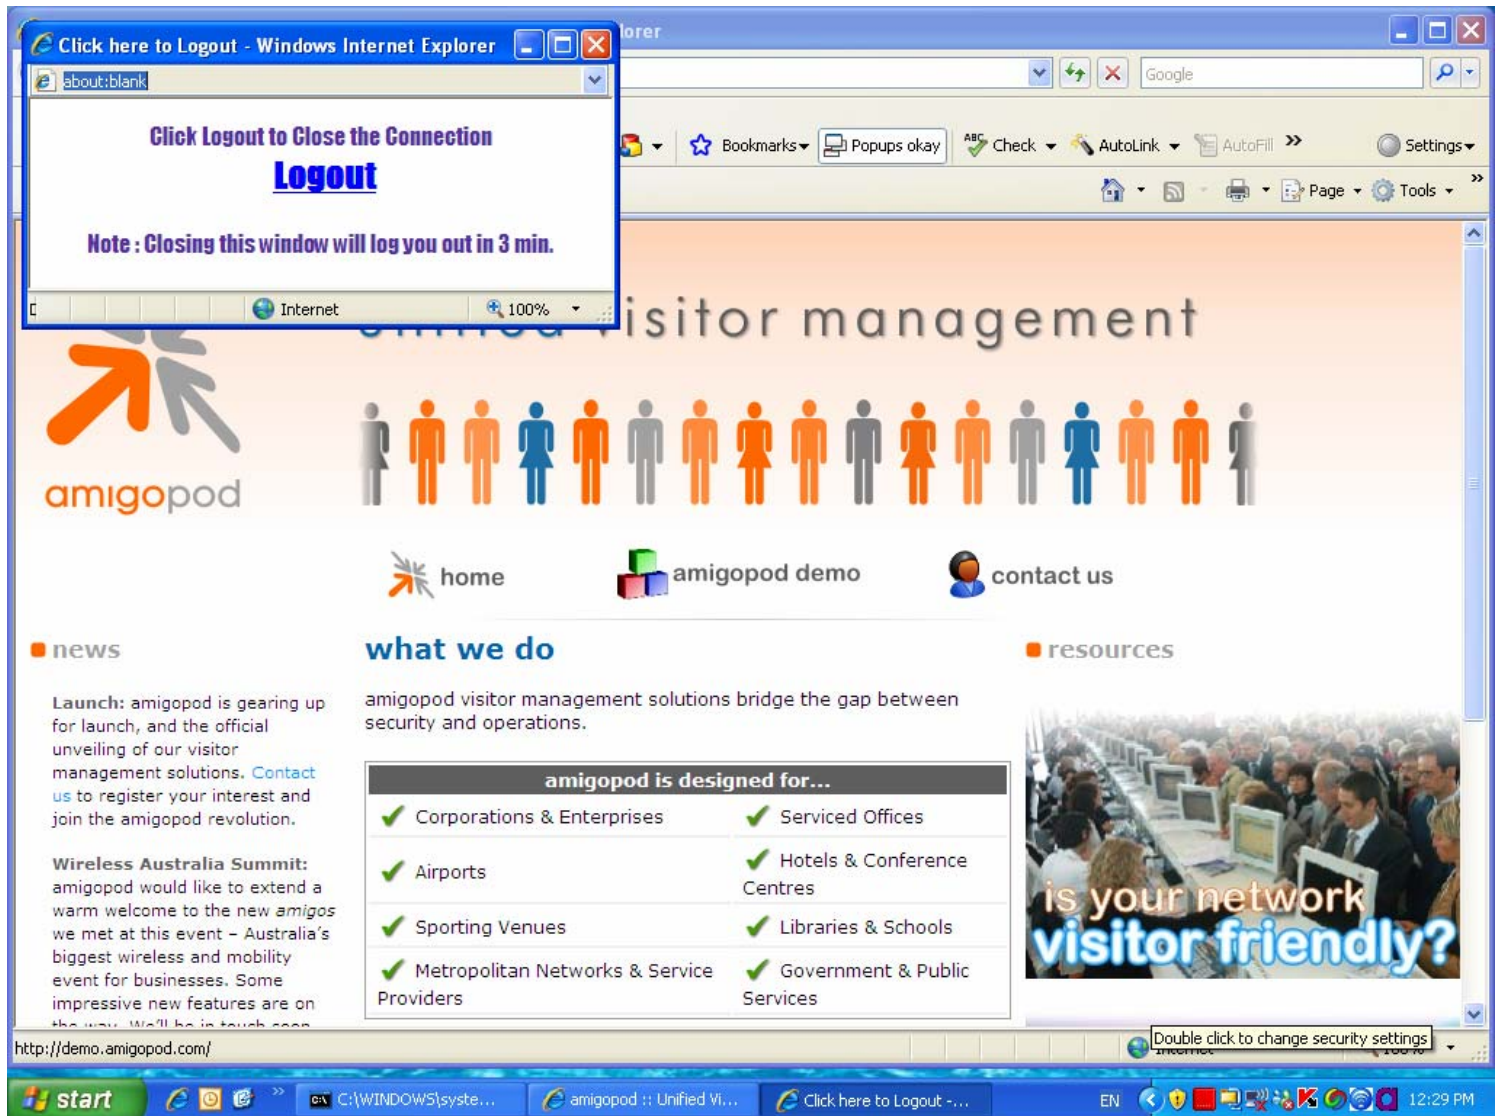 Click here to Logout - Windows Internet Explorer
orer
about:blank
Google
Click Logout to Close the Connection
Logout
Note : Closing this window will log you out in 3 min.
Bookmarks
Popups okay
ABC
Check
AutoLink
AutoFill
Settings
Page
Tools
Internet
100%
visitor management
amigopod
home
amigopod demo
contact us
news
Launch: amigopod is gearing up
for launch, and the official
unveiling of our visitor
management solutions. Contact
us to register your interest and
join the amigopod revolution.
Wireless Australia Summit:
amigopod would like to extend a
warm welcome to the new amigos
we met at this event – Australia's
biggest wireless and mobility
event for businesses. Some
impressive new features are on
what we do
amigopod visitor management solutions bridge the gap between
security and operations.
amigopod is designed for...
Corporations & Enterprises
Serviced Offices
Airports
Hotels & Conference
Centres
Sporting Venues
Libraries & Schools
Metropolitan Networks & Service
Providers
Government & Public
Services
resources
is your network
visitor friendly?
http://demo.amigopod.com/
Double click to change security settings
start
C:\WINDOWS\syste...
amigopod :: Unified Vi...
Click here to Logout -...
EN
12:29 PM